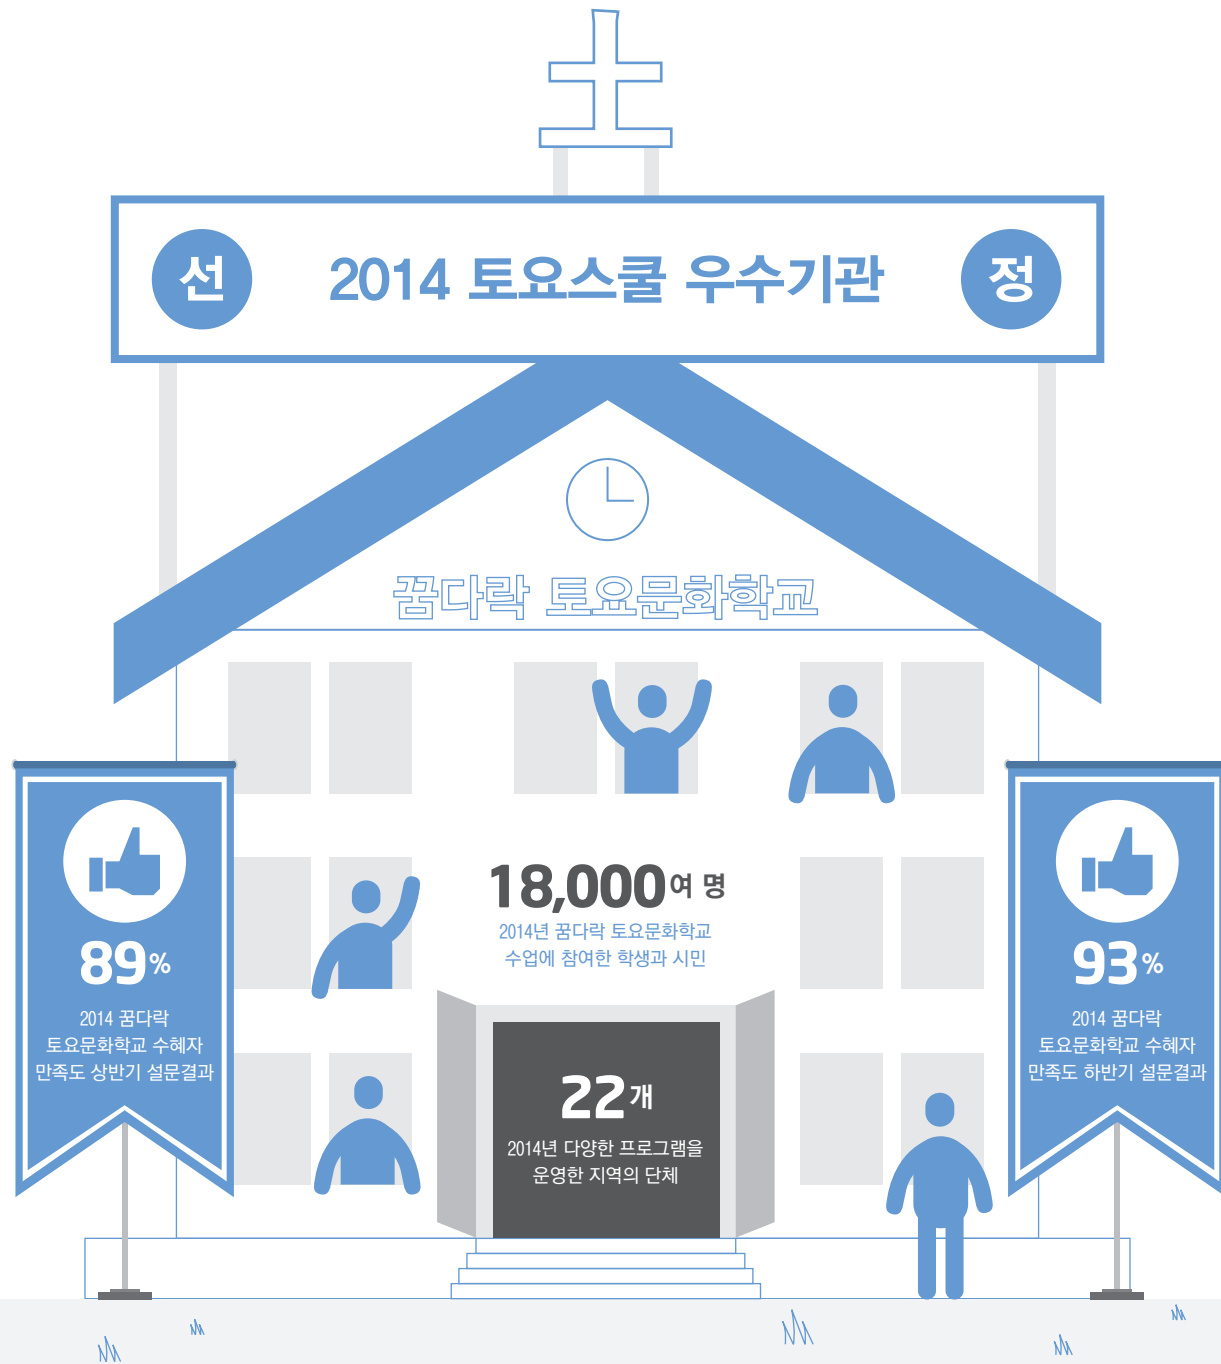 土
선 2014 토요스쿨 우수기관 정
꿈다락 토요문화학교
18,000여 명
2014년 꿈다락 토요문화학교
수업에 참여한 학생과 시민
89%
2014 꿈다락
토요문화학교 수혜자
만족도 상반기 설문결과
93%
2014 꿈다락
토요문화학교 수혜자
만족도 하반기 설문결과
22개
2014년 다양한 프로그램을
운영한 지역의 단체